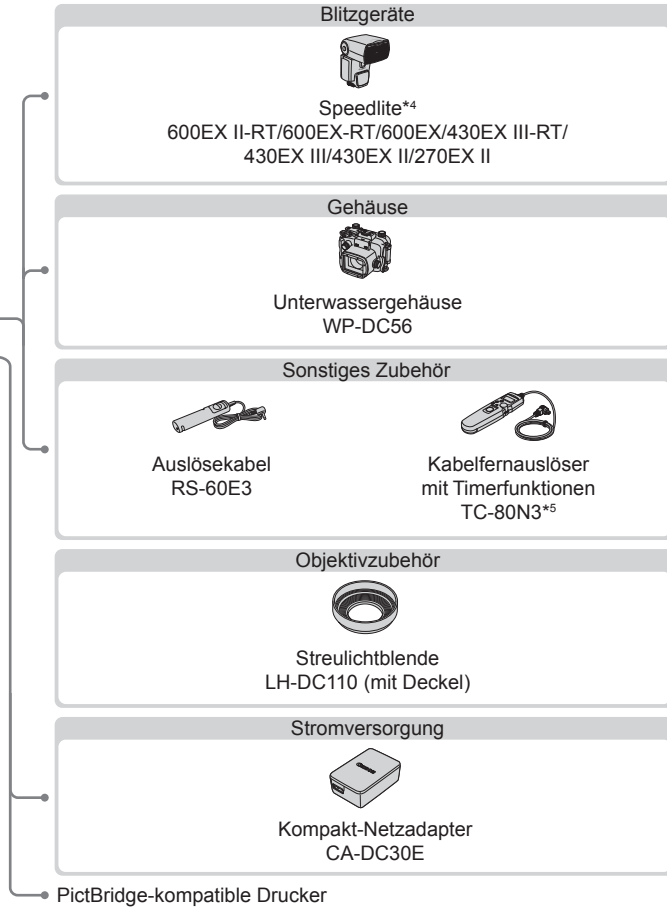 Blitzgeräte
Speedlite*4
600EX II-RT/600EX-RT/600EX/430EX III-RT/
430EX III/430EX II/270EX II
Gehäuse
Unterwassergehäuse
WP-DC56
Sonstiges Zubehör
Auslösekabel
RS-60E3
Kabelfernauslöser
mit Timerfunktionen
TC-80N3*5
Objektivzubehör
Streulichtblende
LH-DC110 (mit Deckel)
Stromversorgung
Canon
Kompakt-Netzadapter
CA-DC30E
PictBridge-kompatible Drucker